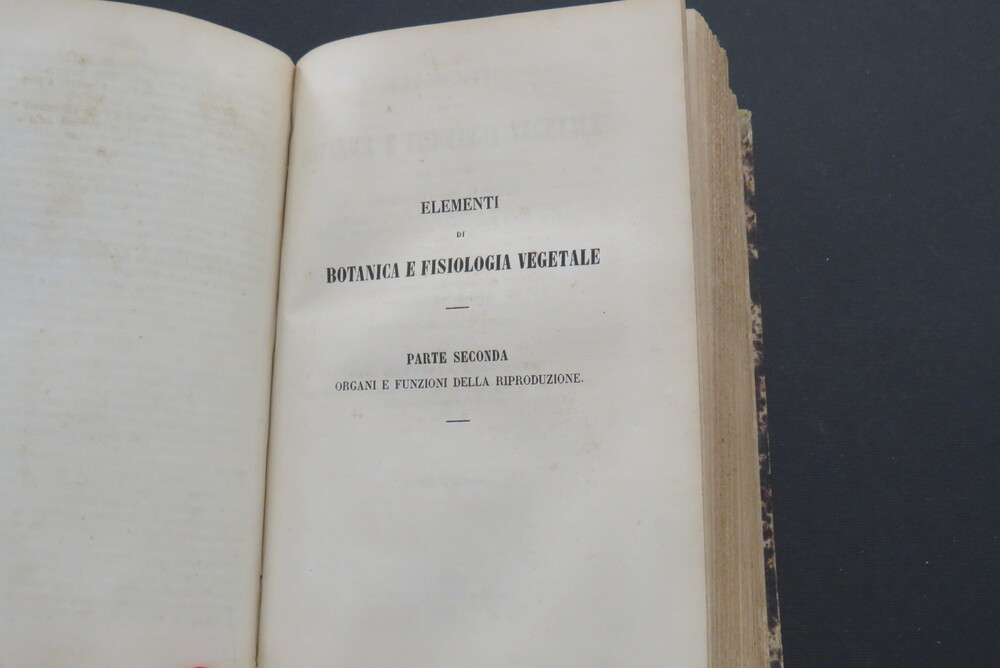 ELEMENTI
DI
BOTANICA E FISIOLOGIA VEGETALE
PARTE SECONDA
ORGANI E FUNZIONI DELLA RIPRODUZIONE.